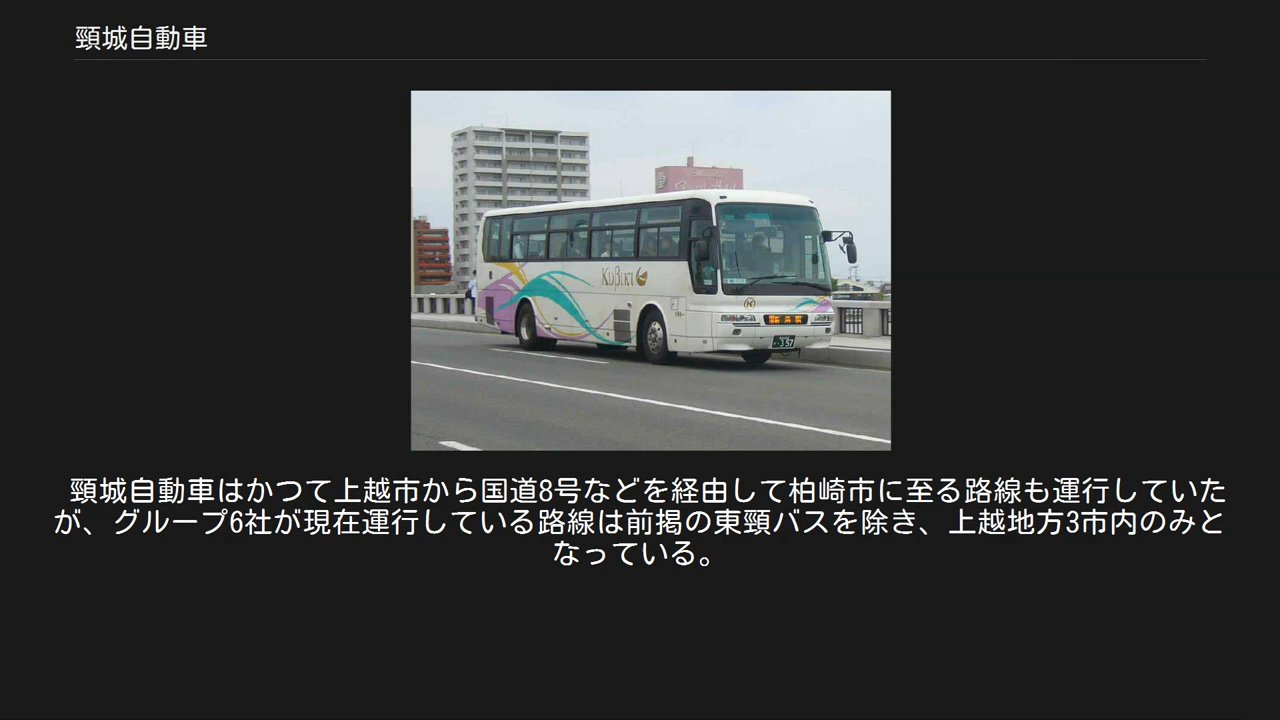 頸城自動車
Kubiki
357
頸城自動車はかつて上越市から国道8号などを経由して柏崎市に至る路線も運行していた
が、グループ6社が現在運行している路線は前掲の東頸バスを除き、上越地方3市内のみと
なっている。